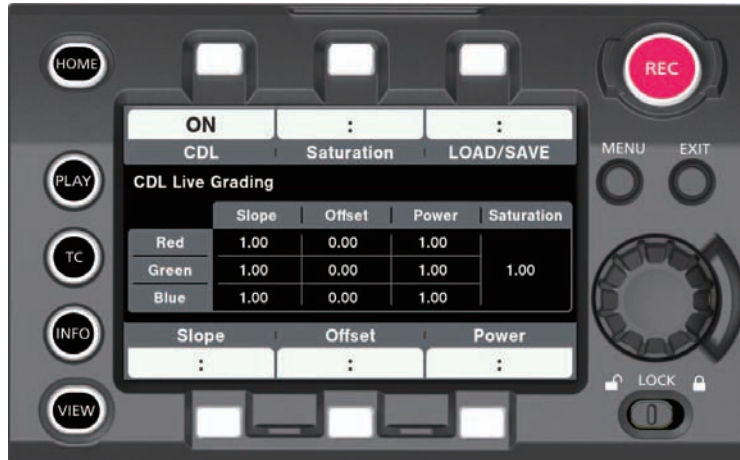 HOME
REC
ON : :
CDL Saturation LOAD/SAVE
MENU EXIT
PLAY
CDL Live Grading
Slope Offset Power Saturation
Red 1.00 0.00 1.00
TC
Green 1.00 0.00 1.00 1.00
Blue 1.00 0.00 1.00
INFO
Slope Offset Power
: : :
LOCK
VIEW
0